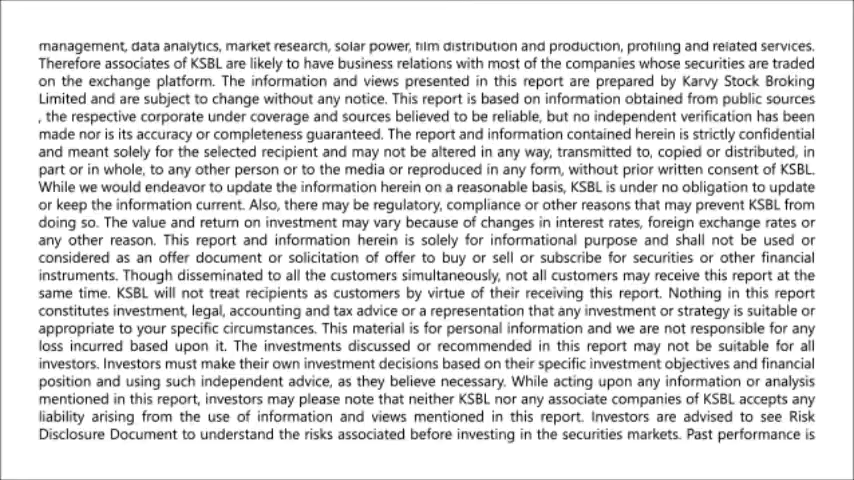 management, data analytics, market research, solar power, film distribution and production, profiling and related services.
Therefore associates of KSBL are likely to have business relations with most of the companies whose securities are traded
on the exchange platform. The information and views presented in this report are prepared by Karvy Stock Broking
Limited and are subject to change without any notice. This report is based on information obtained from public sources
, the respective corporate under coverage and sources believed to be reliable, but no independent verification has been
made nor is its accuracy or completeness guaranteed. The report and information contained herein is strictly confidential
and meant solely for the selected recipient and may not be altered in any way, transmitted to, copied or distributed, in
part or in whole, to any other person or to the media or reproduced in any form, without prior written consent of KSBL.
While we would endeavor to update the information herein on a reasonable basis, KSBL is under no obligation to update
or keep the information current. Also, there may be regulatory, compliance or other reasons that may prevent KSBL from
doing so. The value and return on investment may vary because of changes in interest rates, foreign exchange rates or
any other reason. This report and information herein is solely for informational purpose and shall not be used or
considered as an offer document or solicitation of offer to buy or sell or subscribe for securities or other financial
instruments. Though disseminated to all the customers simultaneously, not all customers may receive this report at the
same time. KSBL will not treat recipients as customers by virtue of their receiving this report. Nothing in this report
constitutes investment, legal, accounting and tax advice or a representation that any investment or strategy is suitable or
appropriate to your specific circumstances. This material is for personal information and we are not responsible for any
loss incurred based upon it. The investments discussed or recommended in this report may not be suitable for all
investors. Investors must make their own investment decisions based on their specific investment objectives and financial
position and using such independent advice, as they believe necessary. While acting upon any information or analysis
mentioned in this report, investors may please note that neither KSBL nor any associate companies of KSBL accepts any
liability arising from the use of information and views mentioned in this report. Investors are advised to see Risk
Disclosure Document to understand the risks associated before investing in the securities markets. Past performance is